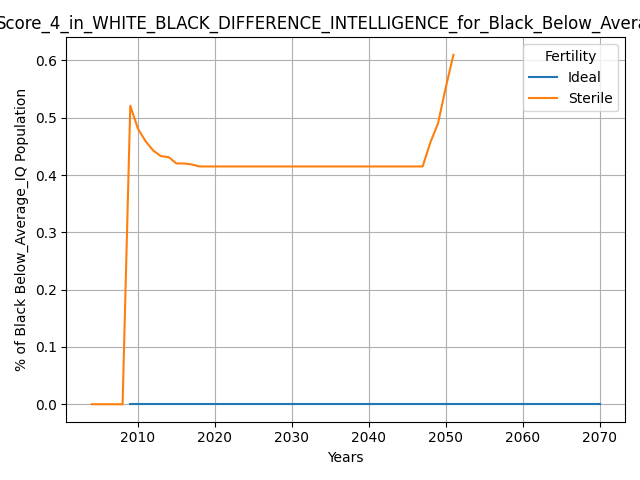 Score_4_in_WHITE_BLACK_DIFFERENCE_INTELLIGENCE_for_Black_Below_Avera
Fertility
Ideal
Sterile
% of Black Below_Average_IQ Population
0.6
0.5
0.4
0.3
0.2
0.1
0.0
2010 2020 2030 2040 2050 2060 2070
Years